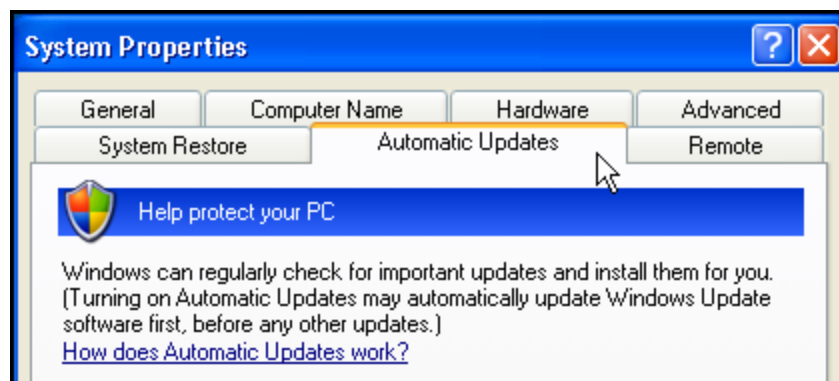 System Properties
General Computer Name Hardware Advanced
System Restore Automatic Updates Remote
Help protect your PC
Windows can regularly check for important updates and install them for you.
(Turning on Automatic Updates may automatically update Windows Update
software first, before any other updates.)
How does Automatic Updates work?